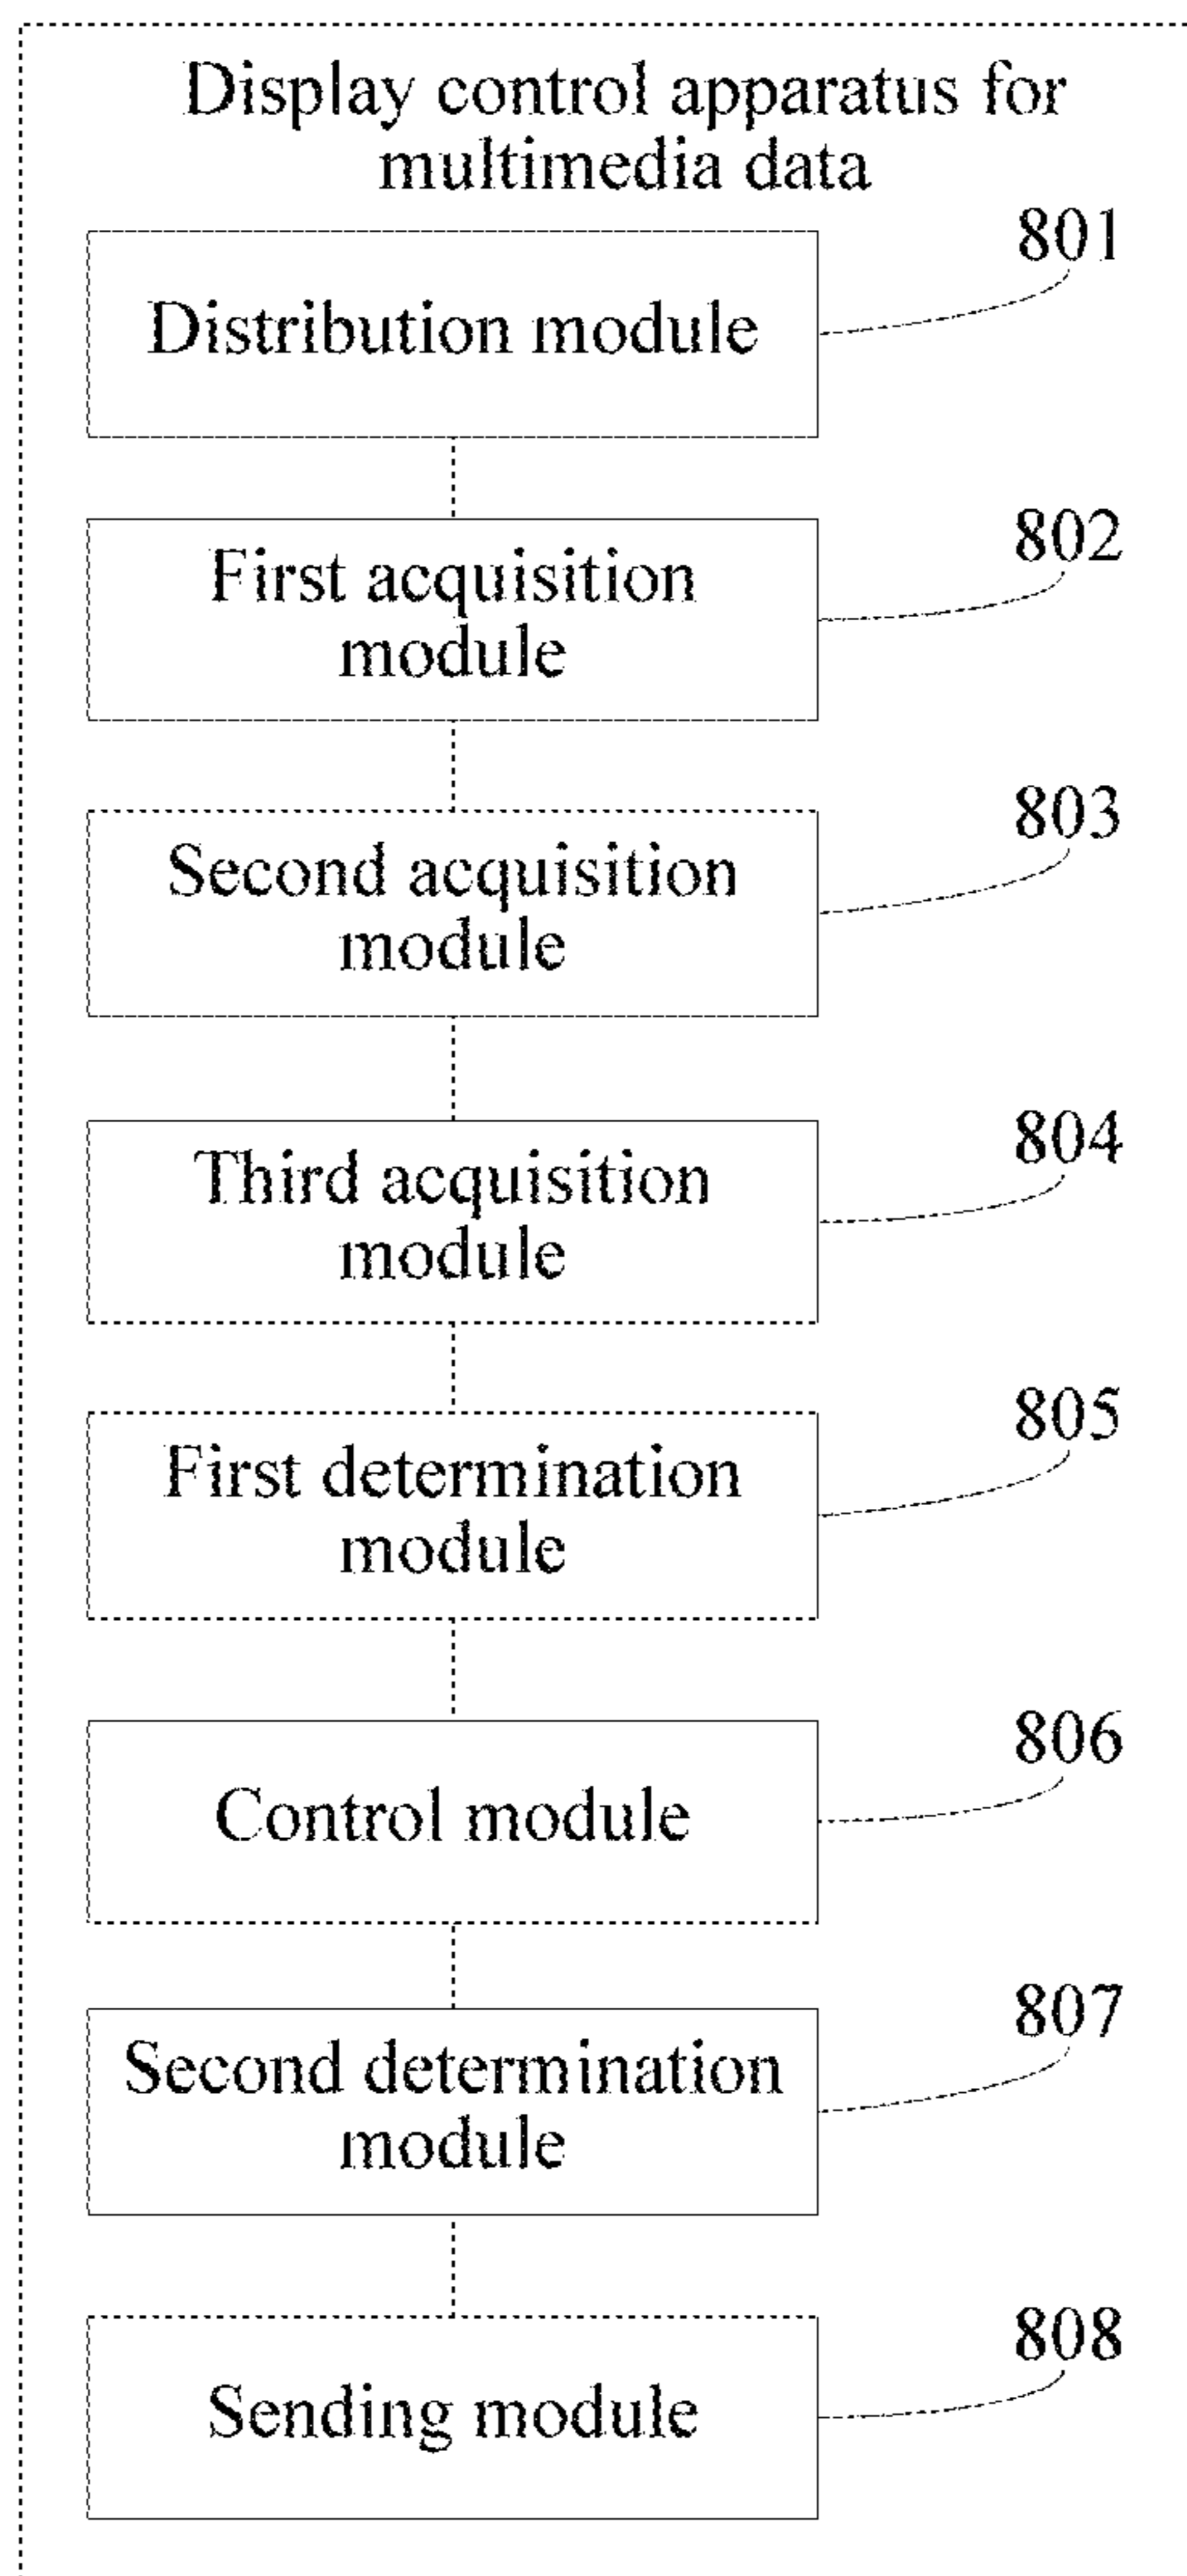 Display control apparatus for
multimedia data
801
Distribution module
802
First acquisition
module
803
Second acquisition
module
804
Third acquisition
module
805
First determination
module
806
Control module
807
Second determination
module
808
Sending module